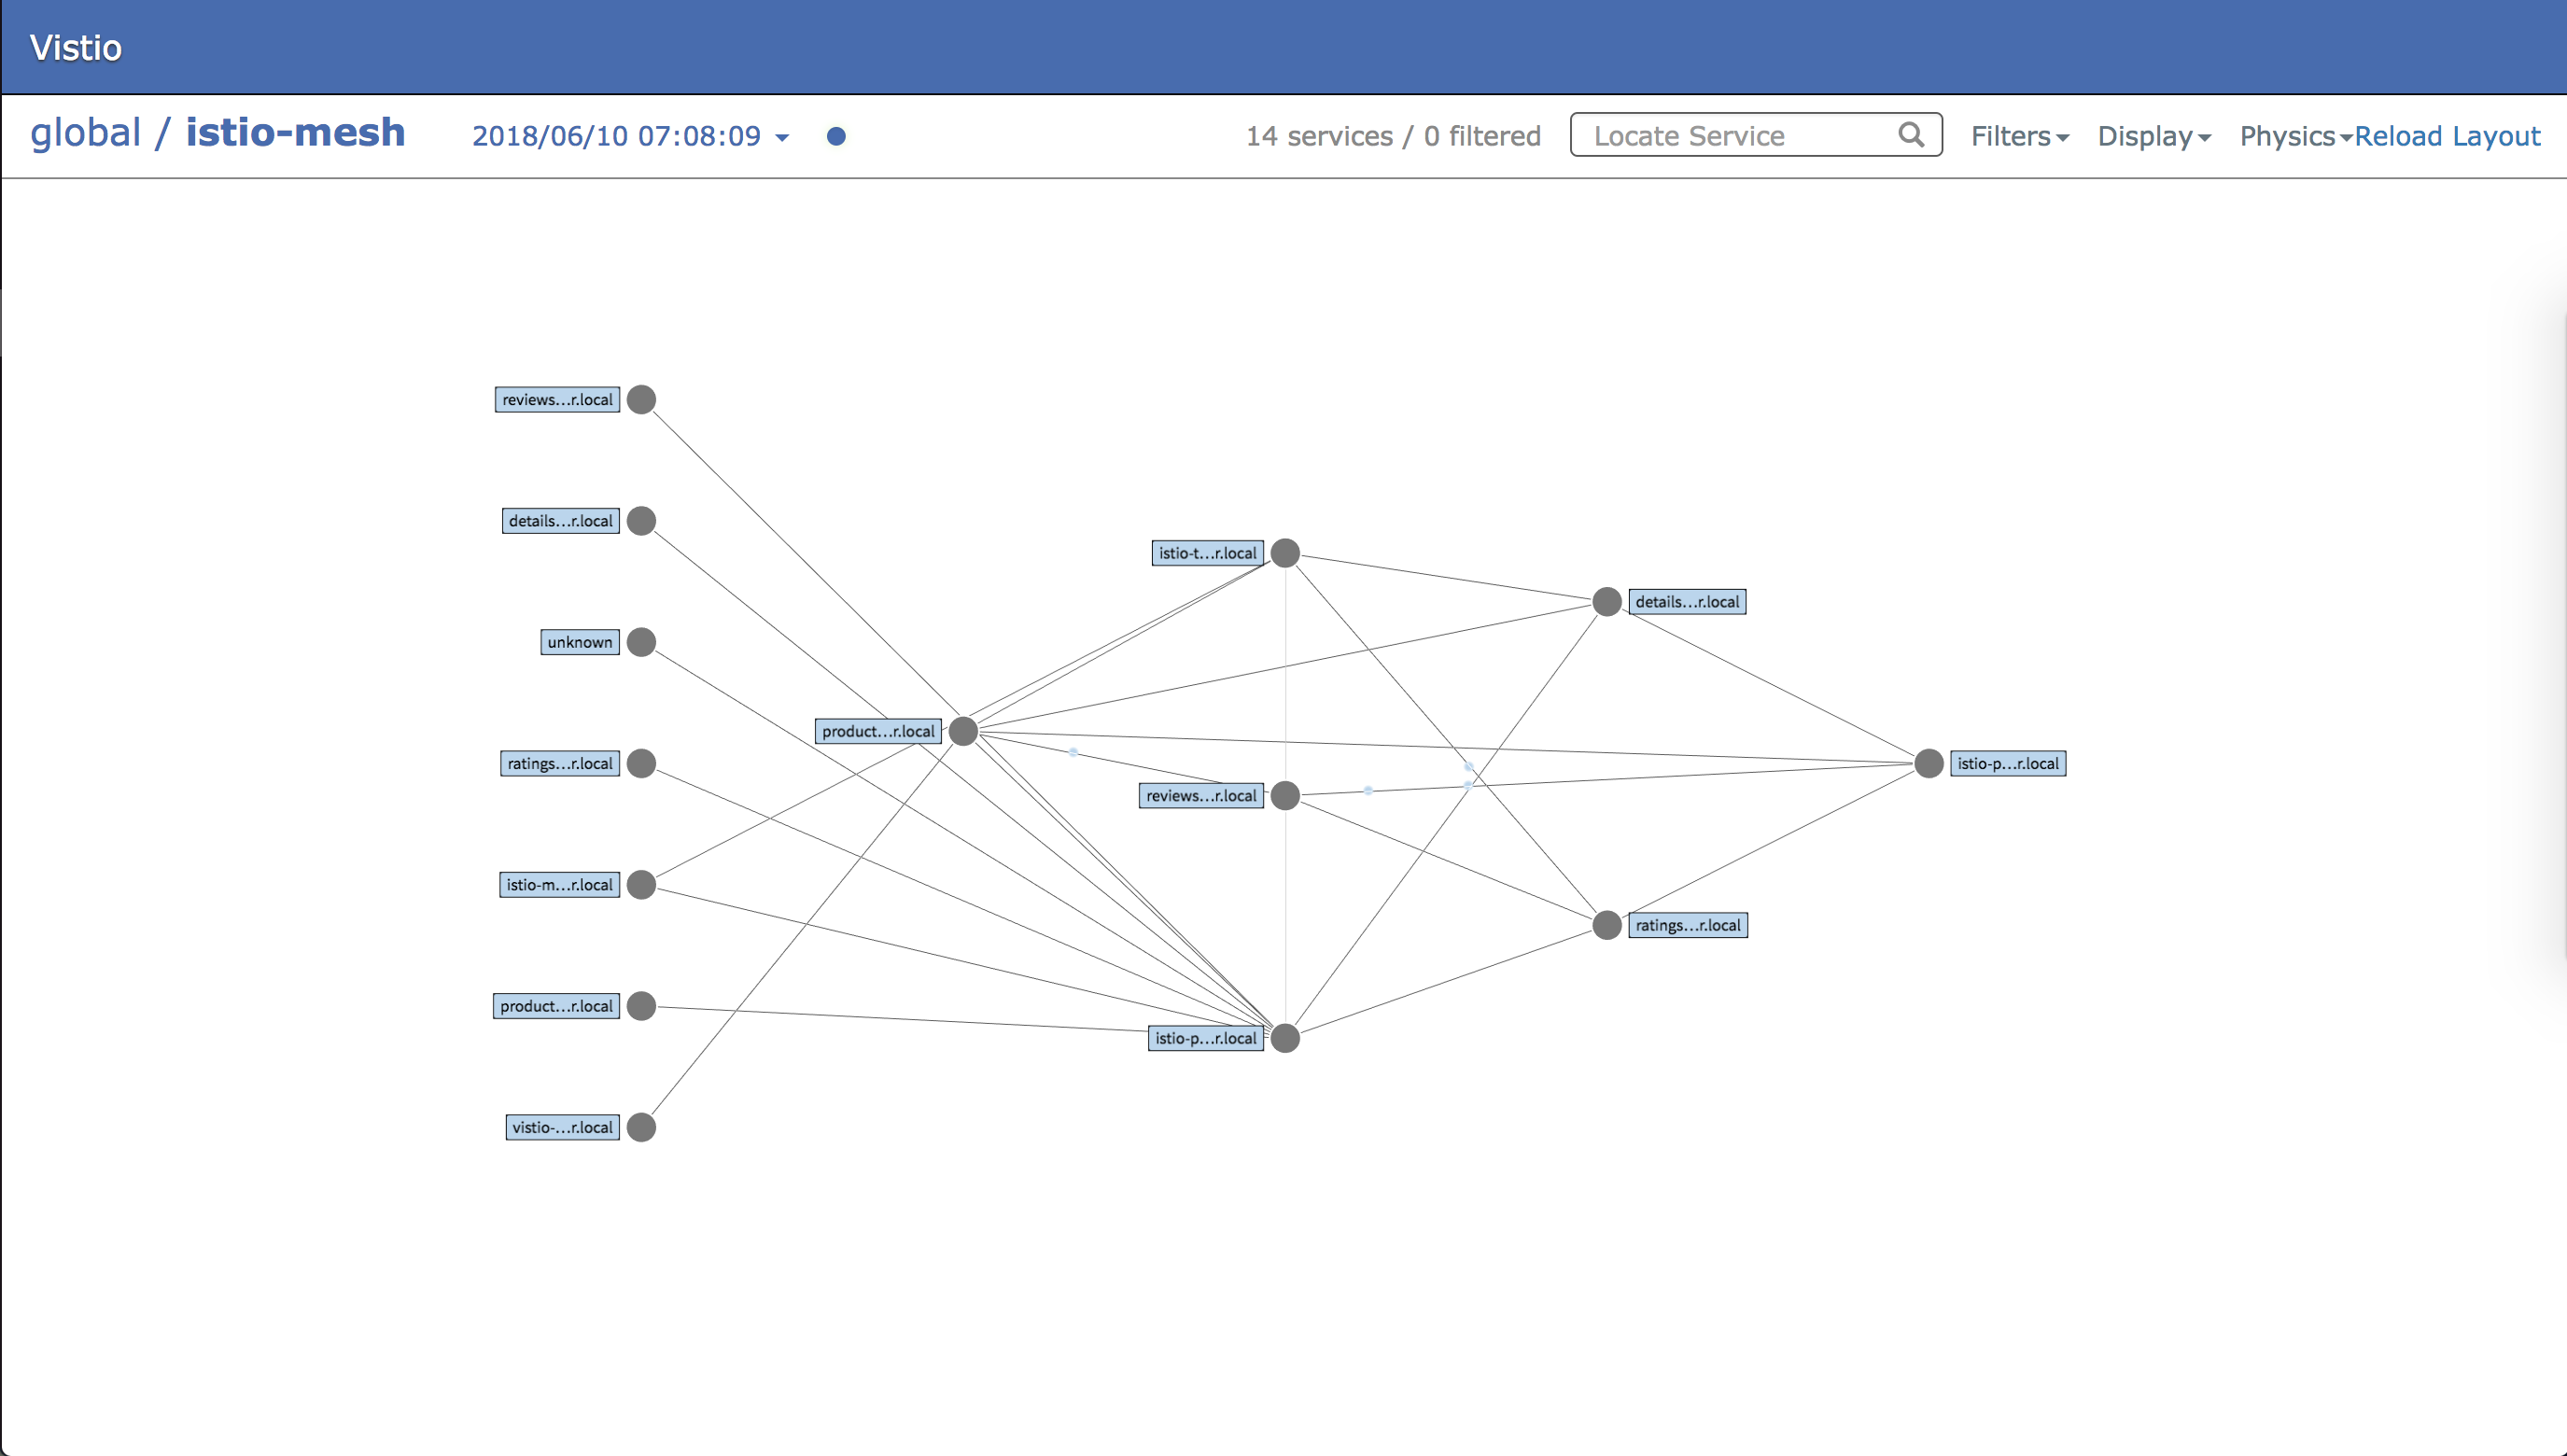 Vistio
global / istio-mesh 2018/06/10 07:08:09 14 services / 0 filtered Locate Service Filters Display Physics Reload Layout
reviews...r.local
details...r.local
istio-t...r.local
details...r.local
unknown
product...r.local
ratings...r.local
istio-p...r.local
reviews...r.local
istio-m...r.local
ratings...r.local
product...r.local
istio-p...r.local
vistio-...r.local